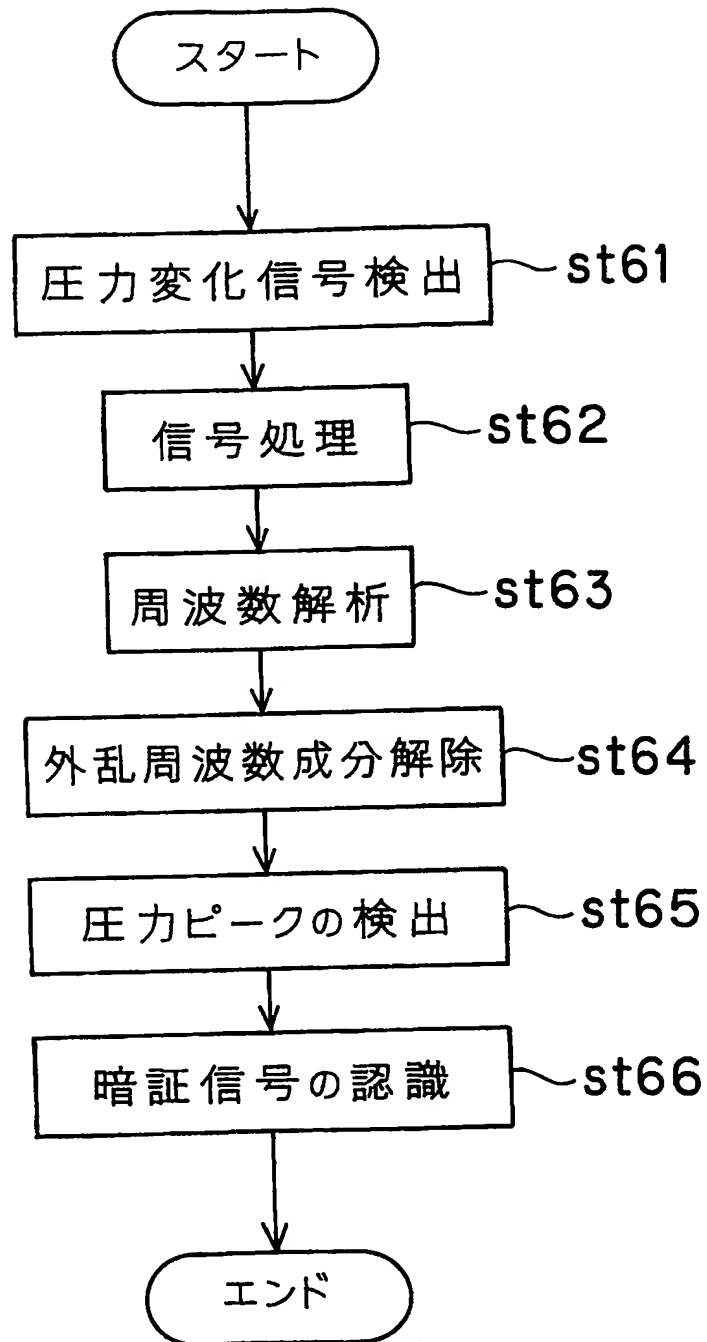 スタート
圧力変化信号検出 st61
信号処理 st62
周波数解析 st63
外乱周波数成分解除 st64
圧力ピークの検出 st65
暗証信号の認識 st66
エンド